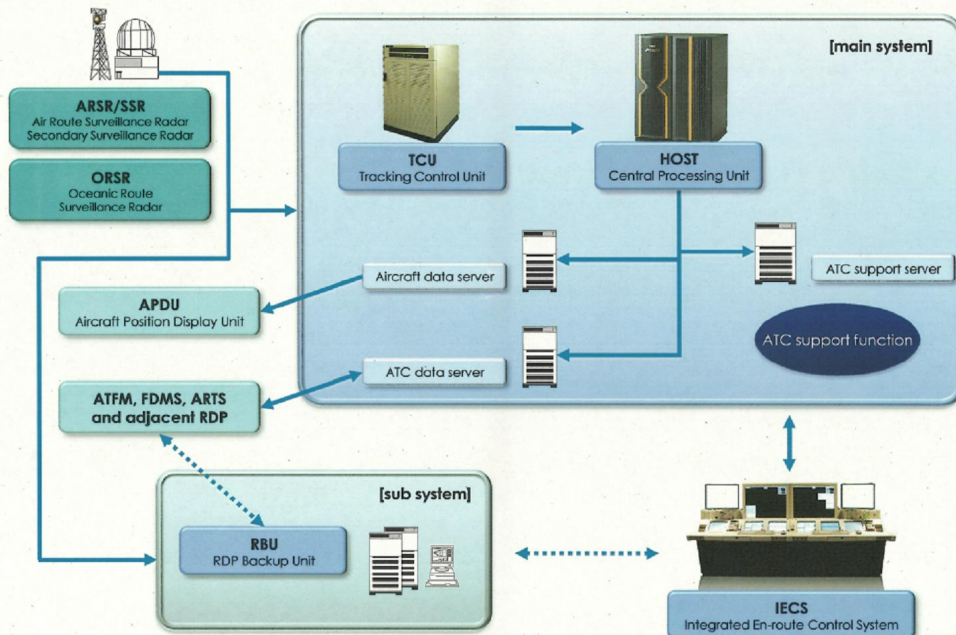 [main system]
ARSR/SSR
Air Route Surveillance Radar
Secondary Surveillance Radar
ORSR
Oceanic Route
Surveillance Radar
TCU
Tracking Control Unit
HOST
Central Processing Unit
Aircraft data server
ATC support server
APDU
Aircraft Position Display Unit
ATC support function
ATC data server
ATFM, FDMS, ARTS
and adjacent RDP
[sub system]
RBU
RDP Backup Unit
IECS
Integrated En-route Control System